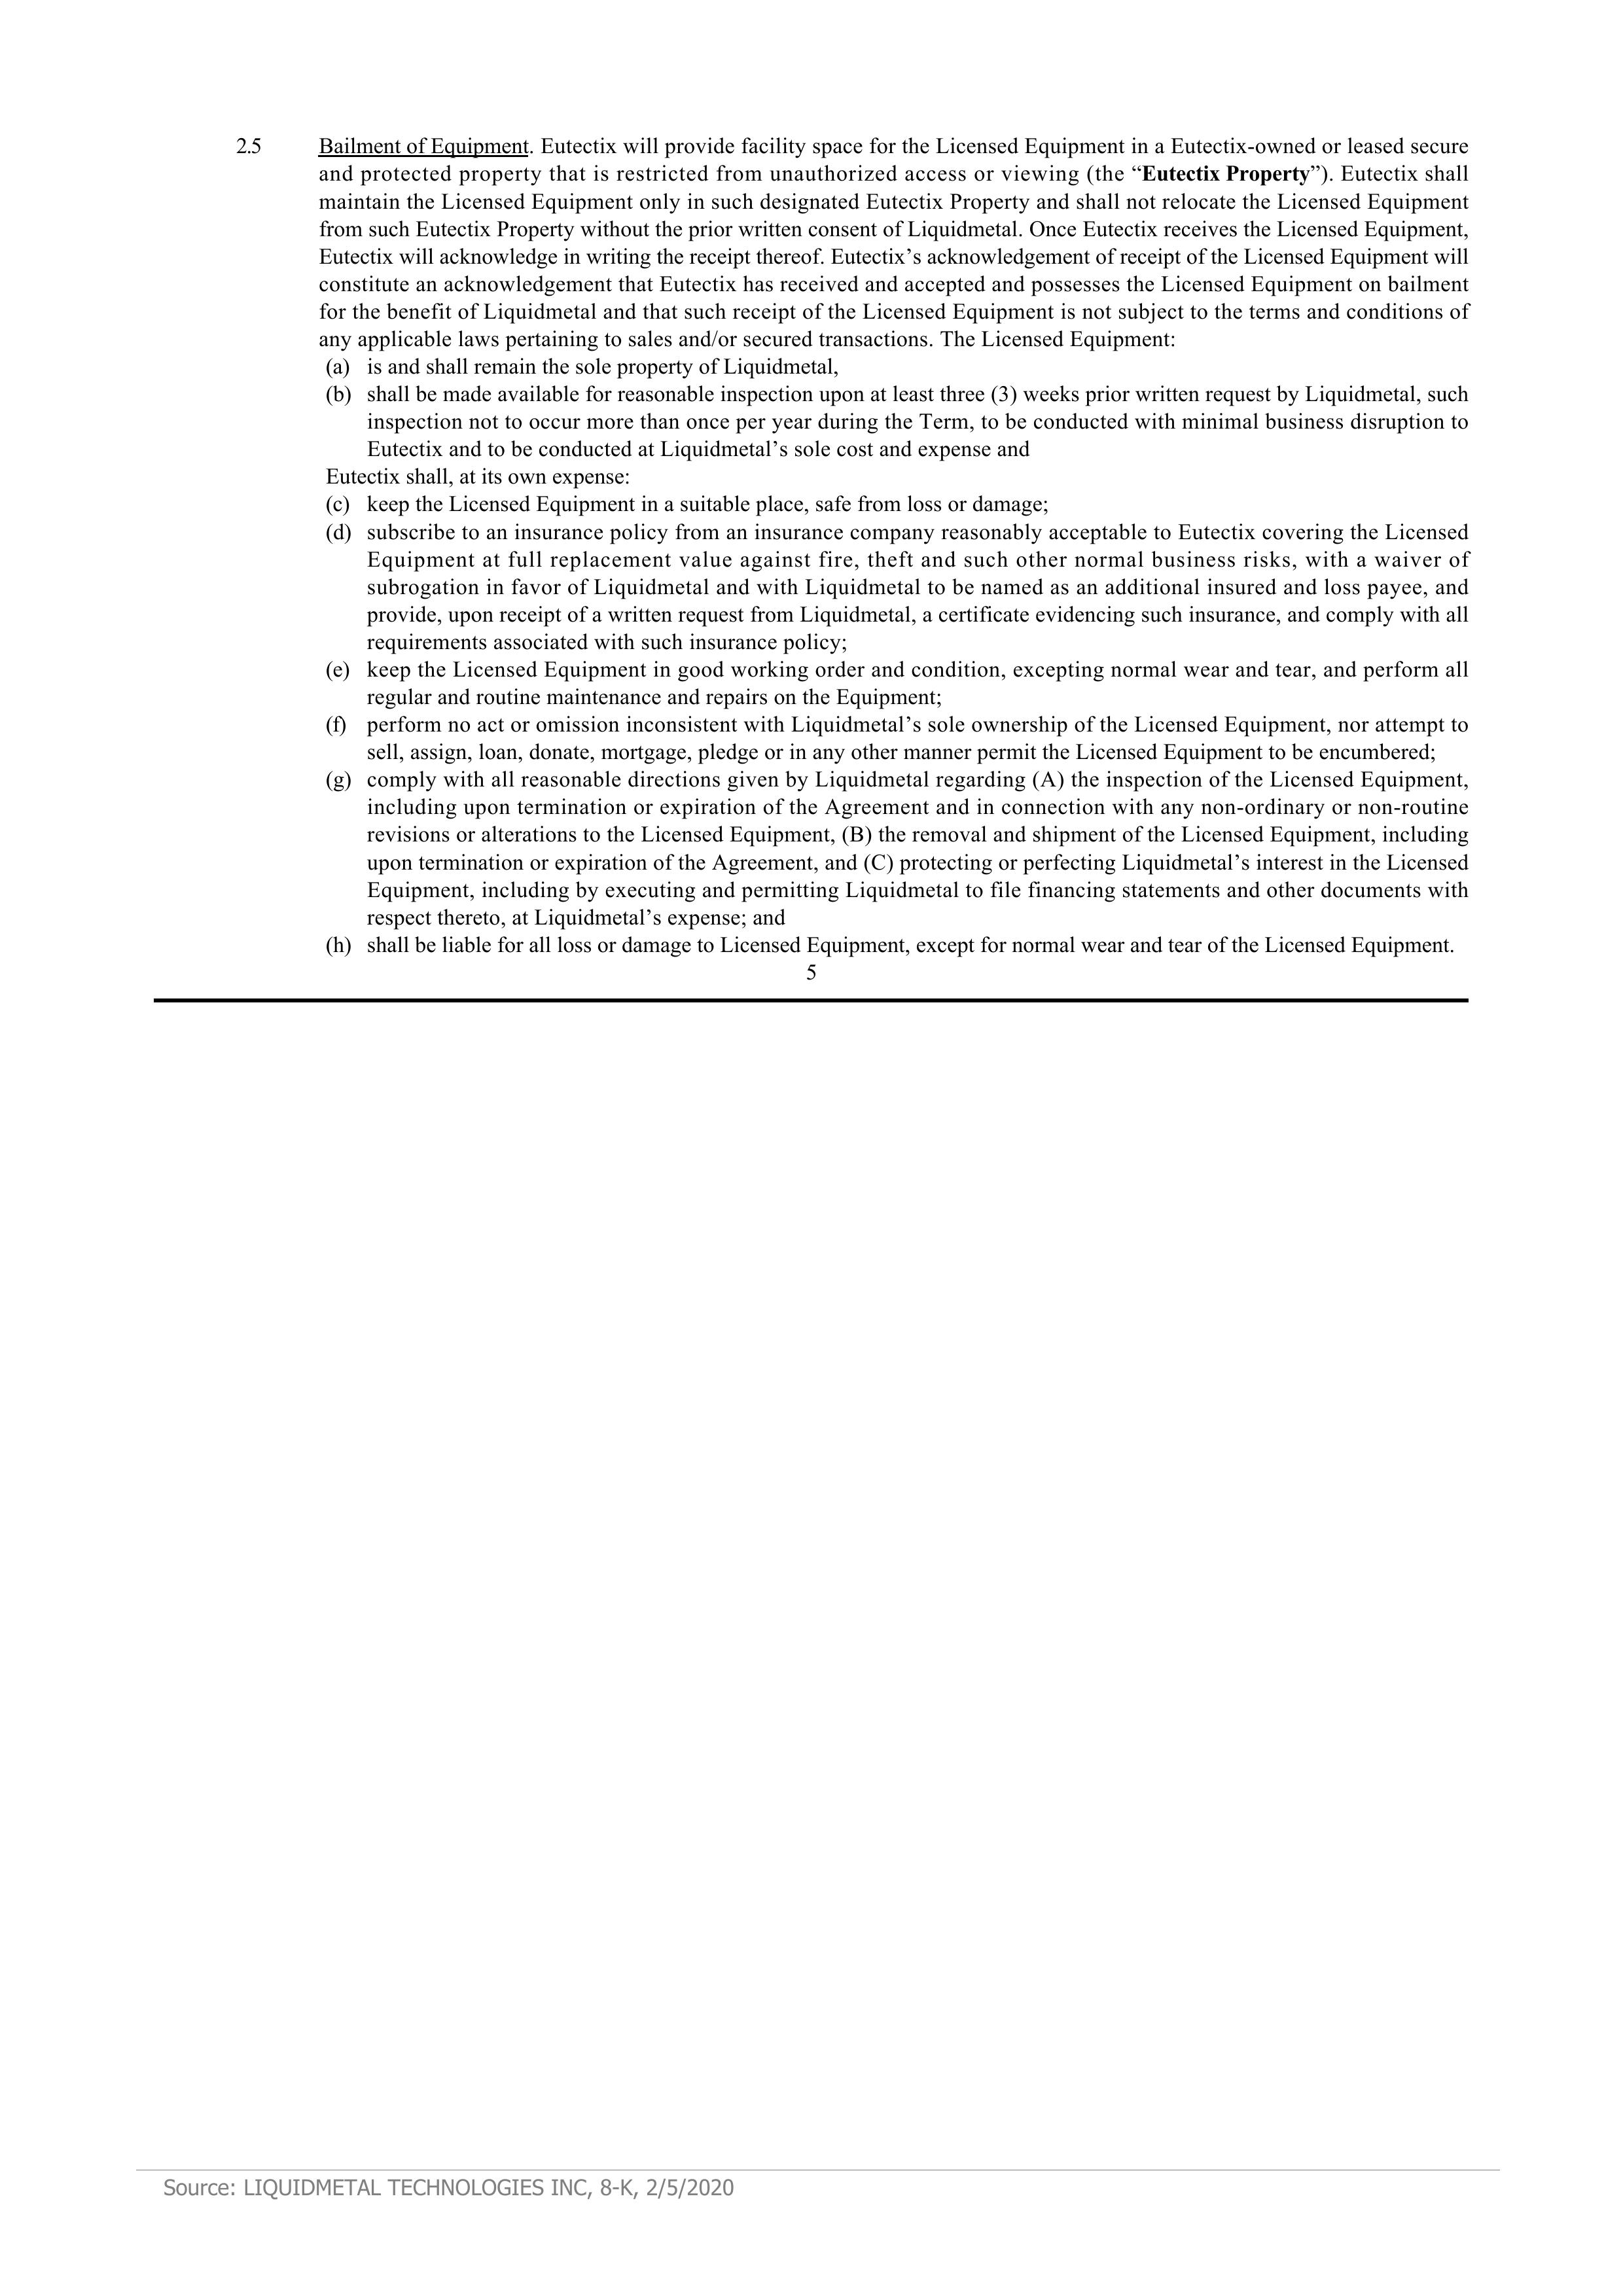 2.5 Bailment of Equipment. Eutectix will provide facility space for the Licensed Equipment in a Eutectix-owned or leased secure
and protected property that is restricted from unauthorized access or viewing (the “Eutectix Property”). Eutectix shall
maintain the Licensed Equipment only in such designated Eutectix Property and shall not relocate the Licensed Equipment
from such Eutectix Property without the prior written consent of Liquidmetal. Once Eutectix receives the Licensed Equipment,
Eutectix will acknowledge in writing the receipt thereof. Eutectix’s acknowledgement of receipt of the Licensed Equipment will
constitute an acknowledgement that Eutectix has received and accepted and possesses the Licensed Equipment on bailment
for the benefit of Liquidmetal and that such receipt of the Licensed Equipment is not subject to the terms and conditions of
any applicable laws pertaining to sales and/or secured transactions. The Licensed Equipment:
(a) is and shall remain the sole property of Liquidmetal,
(b) shall be made available for reasonable inspection upon at least three (3) weeks prior written request by Liquidmetal, such
inspection not to occur more than once per year during the Term, to be conducted with minimal business disruption to
Eutectix and to be conducted at Liquidmetal’s sole cost and expense and
Eutectix shall, at its own expense:
(c) keep the Licensed Equipment in a suitable place, safe from loss or damage;
(d) subscribe to an insurance policy from an insurance company reasonably acceptable to Eutectix covering the Licensed
Equipment at full replacement value against fire, theft and such other normal business risks, with a waiver of
subrogation in favor of Liquidmetal and with Liquidmetal to be named as an additional insured and loss payee, and
provide, upon receipt of a written request from Liquidmetal, a certificate evidencing such insurance, and comply with all
requirements associated with such insurance policy;
(e) keep the Licensed Equipment in good working order and condition, excepting normal wear and tear, and perform all
regular and routine maintenance and repairs on the Equipment;
(f) perform no act or omission inconsistent with Liquidmetal’s sole ownership of the Licensed Equipment, nor attempt to
sell, assign, loan, donate, mortgage, pledge or in any other manner permit the Licensed Equipment to be encumbered;
(g) comply with all reasonable directions given by Liquidmetal regarding (A) the inspection of the Licensed Equipment,
including upon termination or expiration of the Agreement and in connection with any non-ordinary or non-routine
revisions or alterations to the Licensed Equipment, (B) the removal and shipment of the Licensed Equipment, including
upon termination or expiration of the Agreement, and (C) protecting or perfecting Liquidmetal’s interest in the Licensed
Equipment, including by executing and permitting Liquidmetal to file financing statements and other documents with
respect thereto, at Liquidmetal’s expense; and
(h) shall be liable for all loss or damage to Licensed Equipment, except for normal wear and tear of the Licensed Equipment.
5
Source: LIQUIDMETAL TECHNOLOGIES INC, 8-K, 2/5/2020